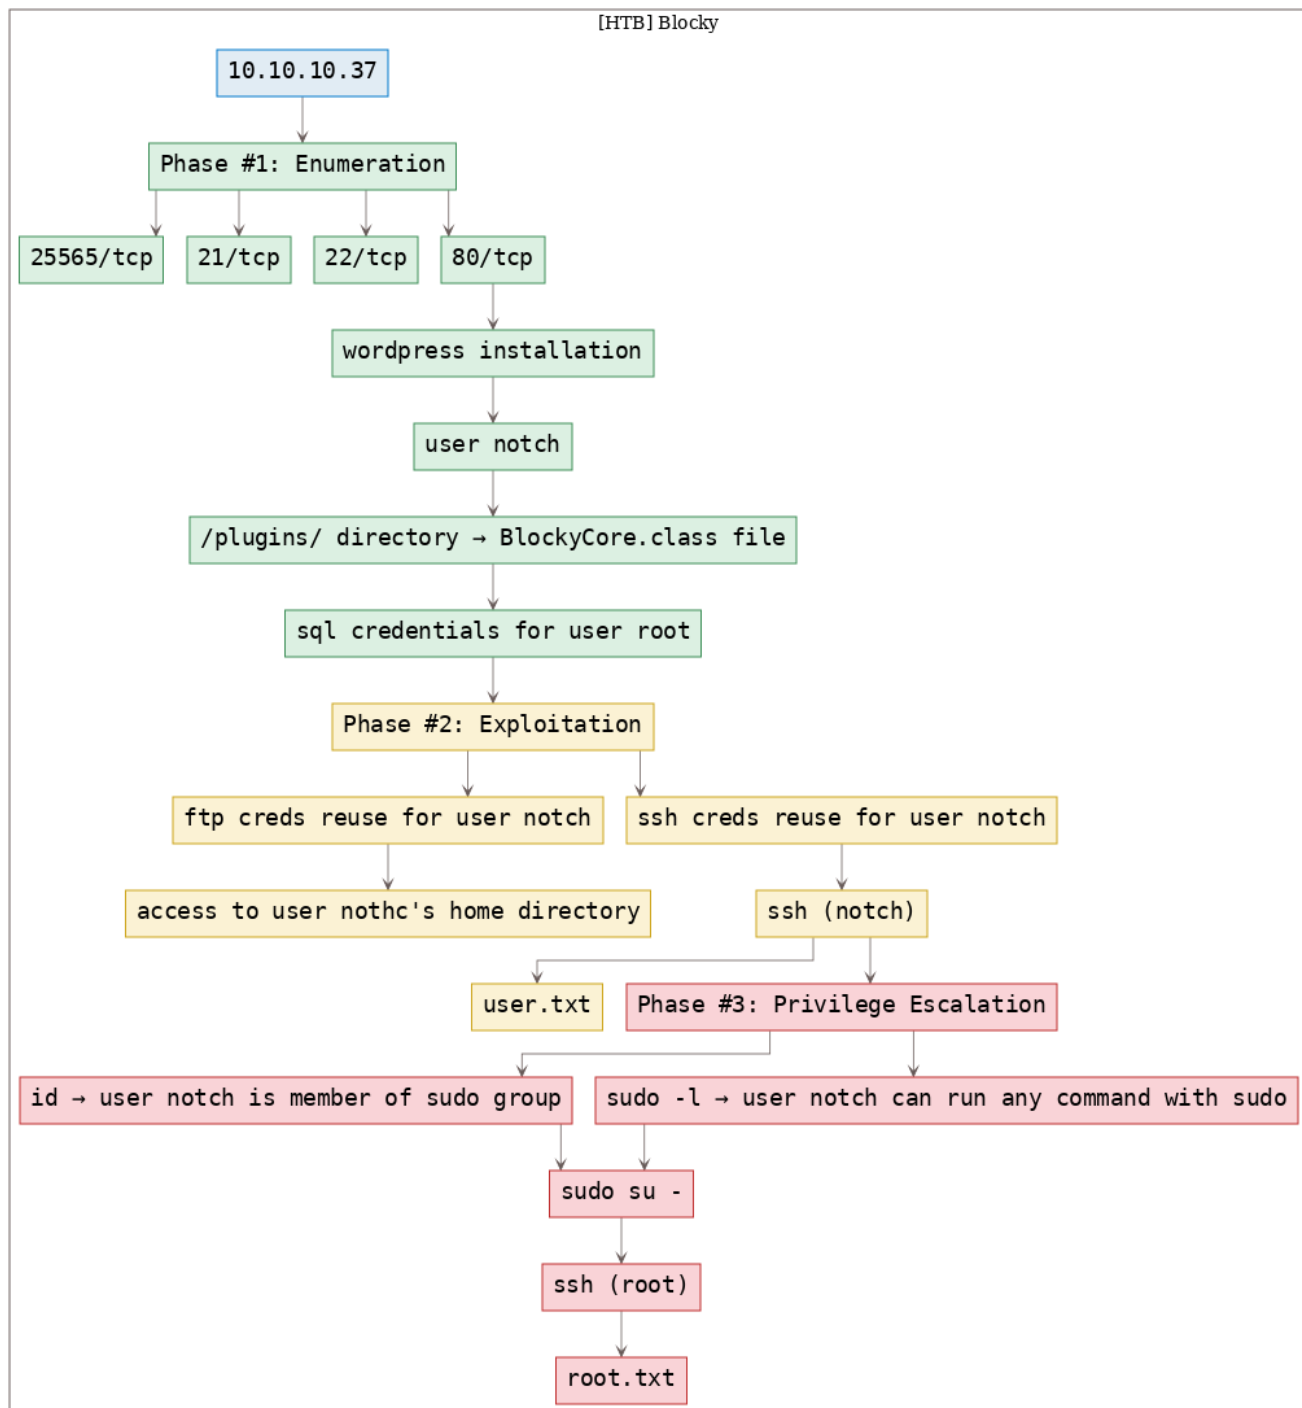 [HTB] Blocky
10.10.10.37
Phase #1: Enumeration
25565/tcp
21/tcp
22/tcp
80/tcp
wordpress installation
user notch
/plugins/ directory → BlockyCore.class file
sql credentials for user root
Phase #2: Exploitation
ftp creds reuse for user notch
ssh creds reuse for user notch
access to user nothc's home directory
ssh (notch)
user.txt
Phase #3: Privilege Escalation
id → user notch is member of sudo group
sudo -l → user notch can run any command with sudo
sudo su -
ssh (root)
root.txt